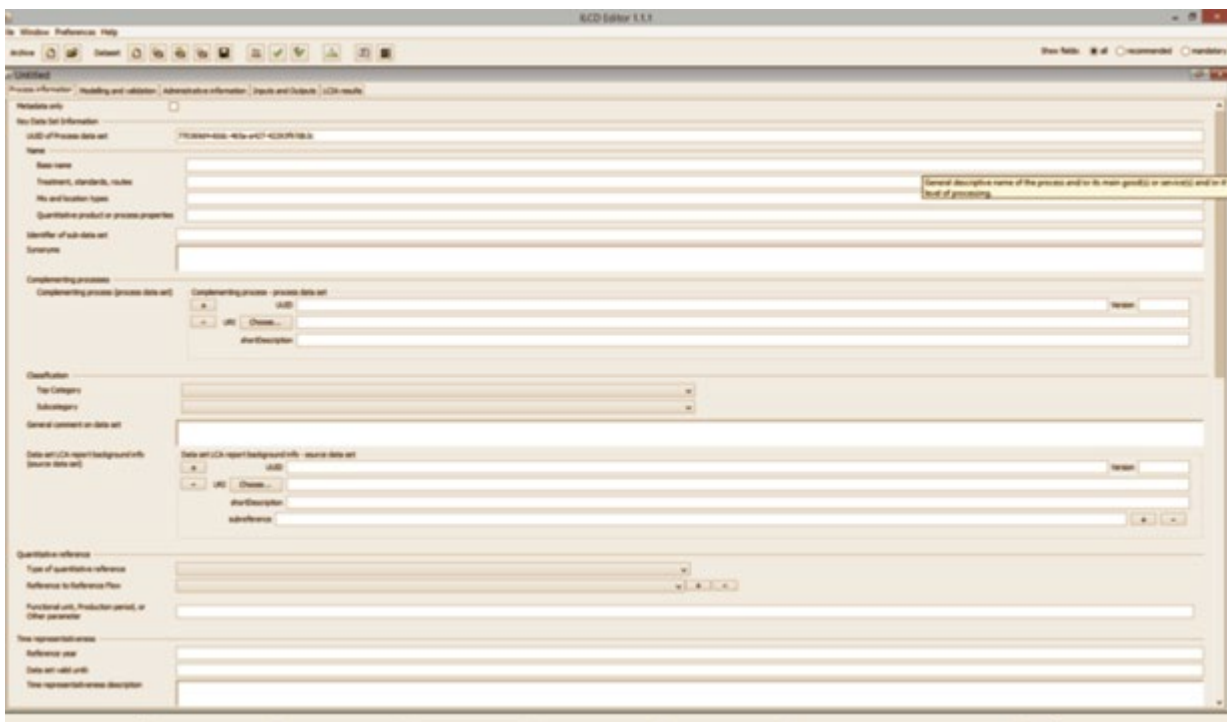 ILCD Editor 1.1.1
Window Preferences Help
Archive Dataset Show fields: all recommended mandatory
Untitled
Process information Modelling and validation Administrative information Inputs and Outputs LCIA results
Metadata only
Key Data Set Information
UUID of Process data set
Name
Base name
General descriptive name of the process and/or its main good(s) or service(s) and/or it
level of processing.
Treatment, standards, routes
Mix and location types
Quantitative product or process properties
Identifier of sub-data set
Synonyms
Complementing processes
Complementing process (process data set) Complementing process - process data set
+ UUID Version
- URI Choose...
shortDescription
Classification
Top Category
Subcategory
General comment on data set
Data set LCA report background info Data set LCA report background info - source data set
(source data set)
+ UUID Version
- URI Choose...
shortDescription
subreference + -
Quantitative reference
Type of quantitative reference
Reference to Reference Flow + -
Functional unit, Production period, or
Other parameter
Time representativeness
Reference year
Data set valid until:
Time representativeness description